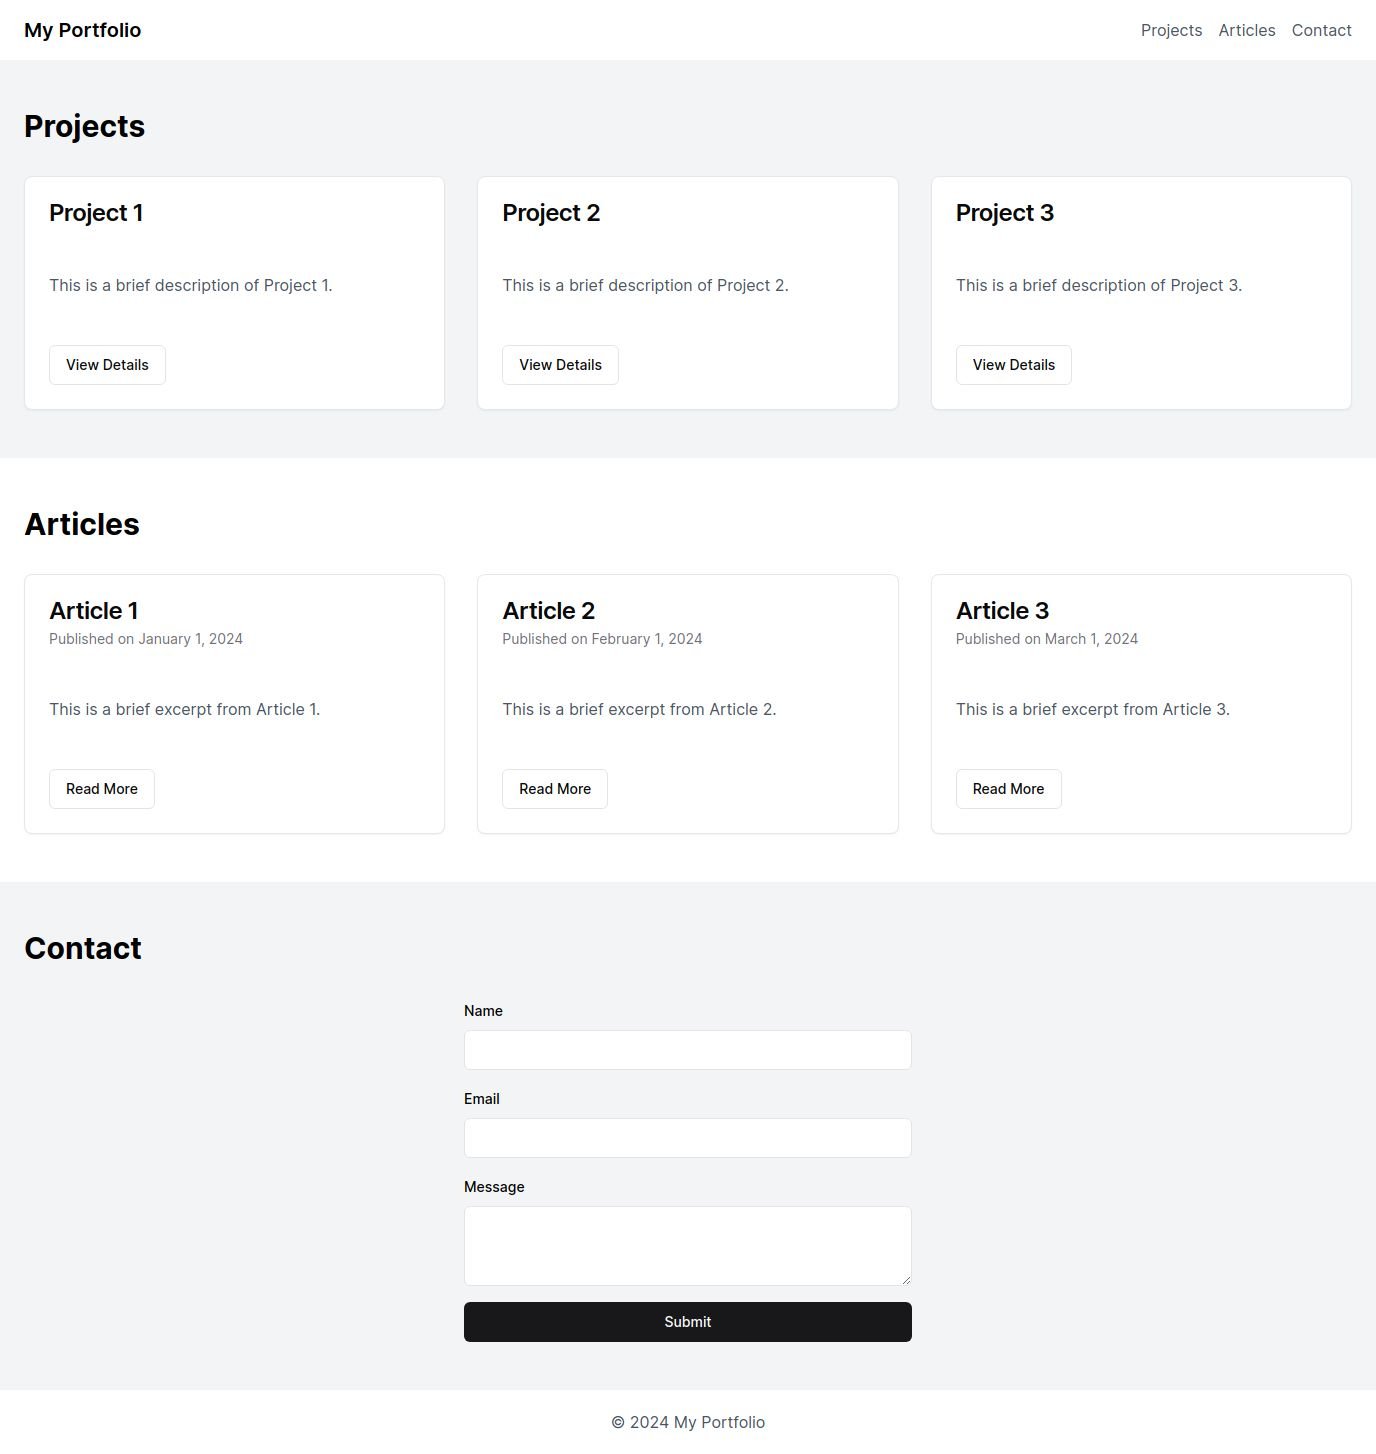 My Portfolio
Projects Articles Contact
Projects
Project 1
This is a brief description of Project 1.
View Details
Project 2
This is a brief description of Project 2.
View Details
Project 3
This is a brief description of Project 3.
View Details
Articles
Article 1
Published on January 1, 2024
This is a brief excerpt from Article 1.
Read More
Article 2
Published on February 1, 2024
This is a brief excerpt from Article 2.
Read More
Article 3
Published on March 1, 2024
This is a brief excerpt from Article 3.
Read More
Contact
Name
Email
Message
Submit
© 2024 My Portfolio